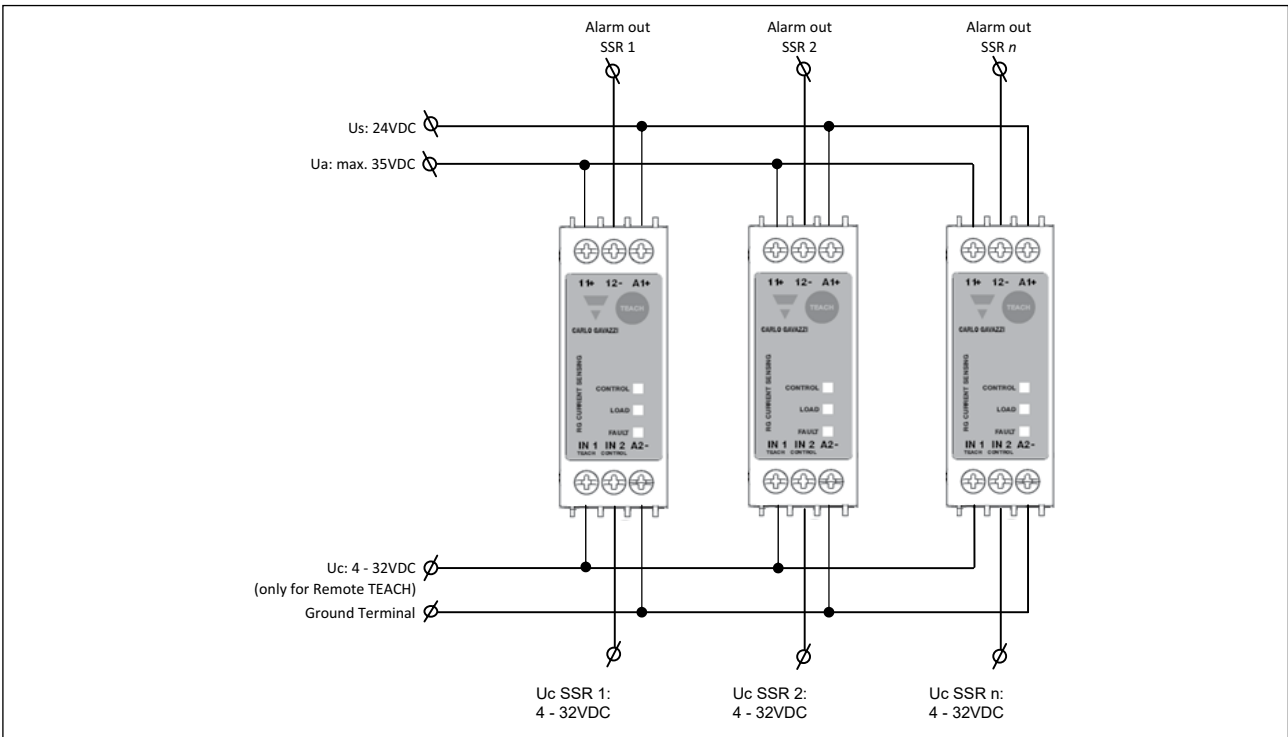 Alarm out
SSR 1
Alarm out
SSR 2
Alarm out
SSR n
Us: 24VDC
Ua: max. 35VDC
11+ 12- A1+
TEACH
CARLO GAVAZZI
RG CURRENT SENSING
CONTROL
LOAD
FAULT
IN 1 IN 2 A2-
TEACH CONTROL
11+ 12- A1+
TEACH
CARLO GAVAZZI
RG CURRENT SENSING
CONTROL
LOAD
FAULT
IN 1 IN 2 A2-
TEACH CONTROL
11+ 12- A1+
TEACH
CARLO GAVAZZI
RG CURRENT SENSING
CONTROL
LOAD
FAULT
IN 1 IN 2 A2-
TEACH CONTROL
Uc: 4 - 32VDC
(only for Remote TEACH)
Ground Terminal
Uc SSR 1:
4 - 32VDC
Uc SSR 2:
4 - 32VDC
Uc SSR n:
4 - 32VDC